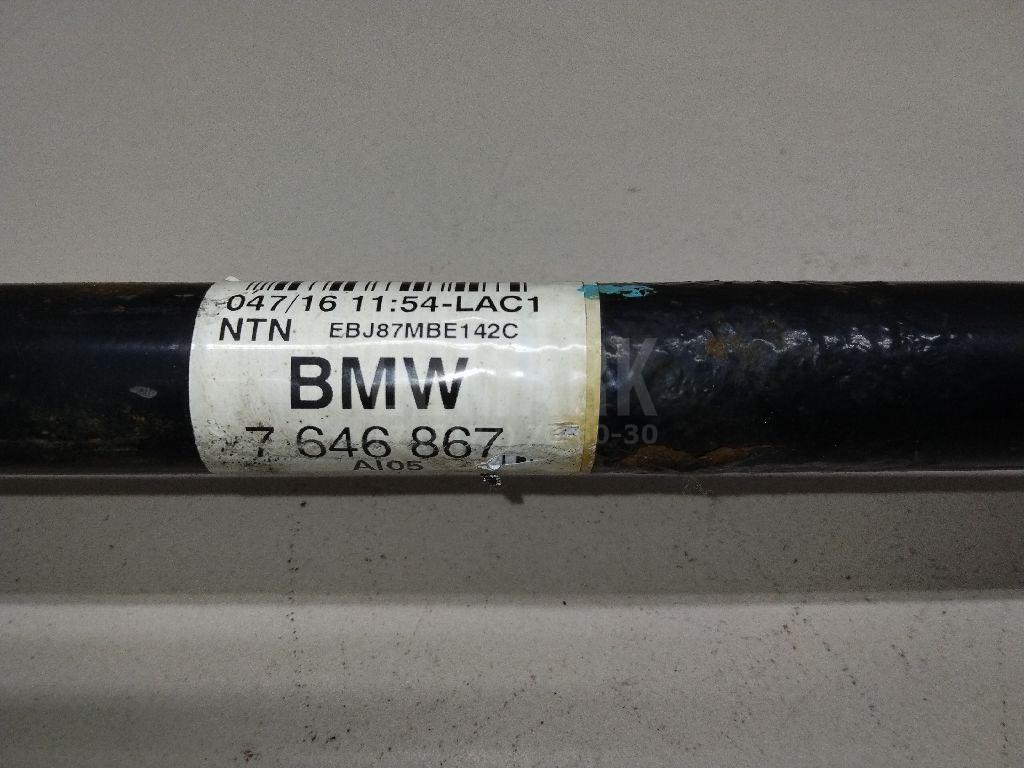 047/16 11:54-LAC1
NTN EBJ87MBE142C
BMW
7 646 867
AI05